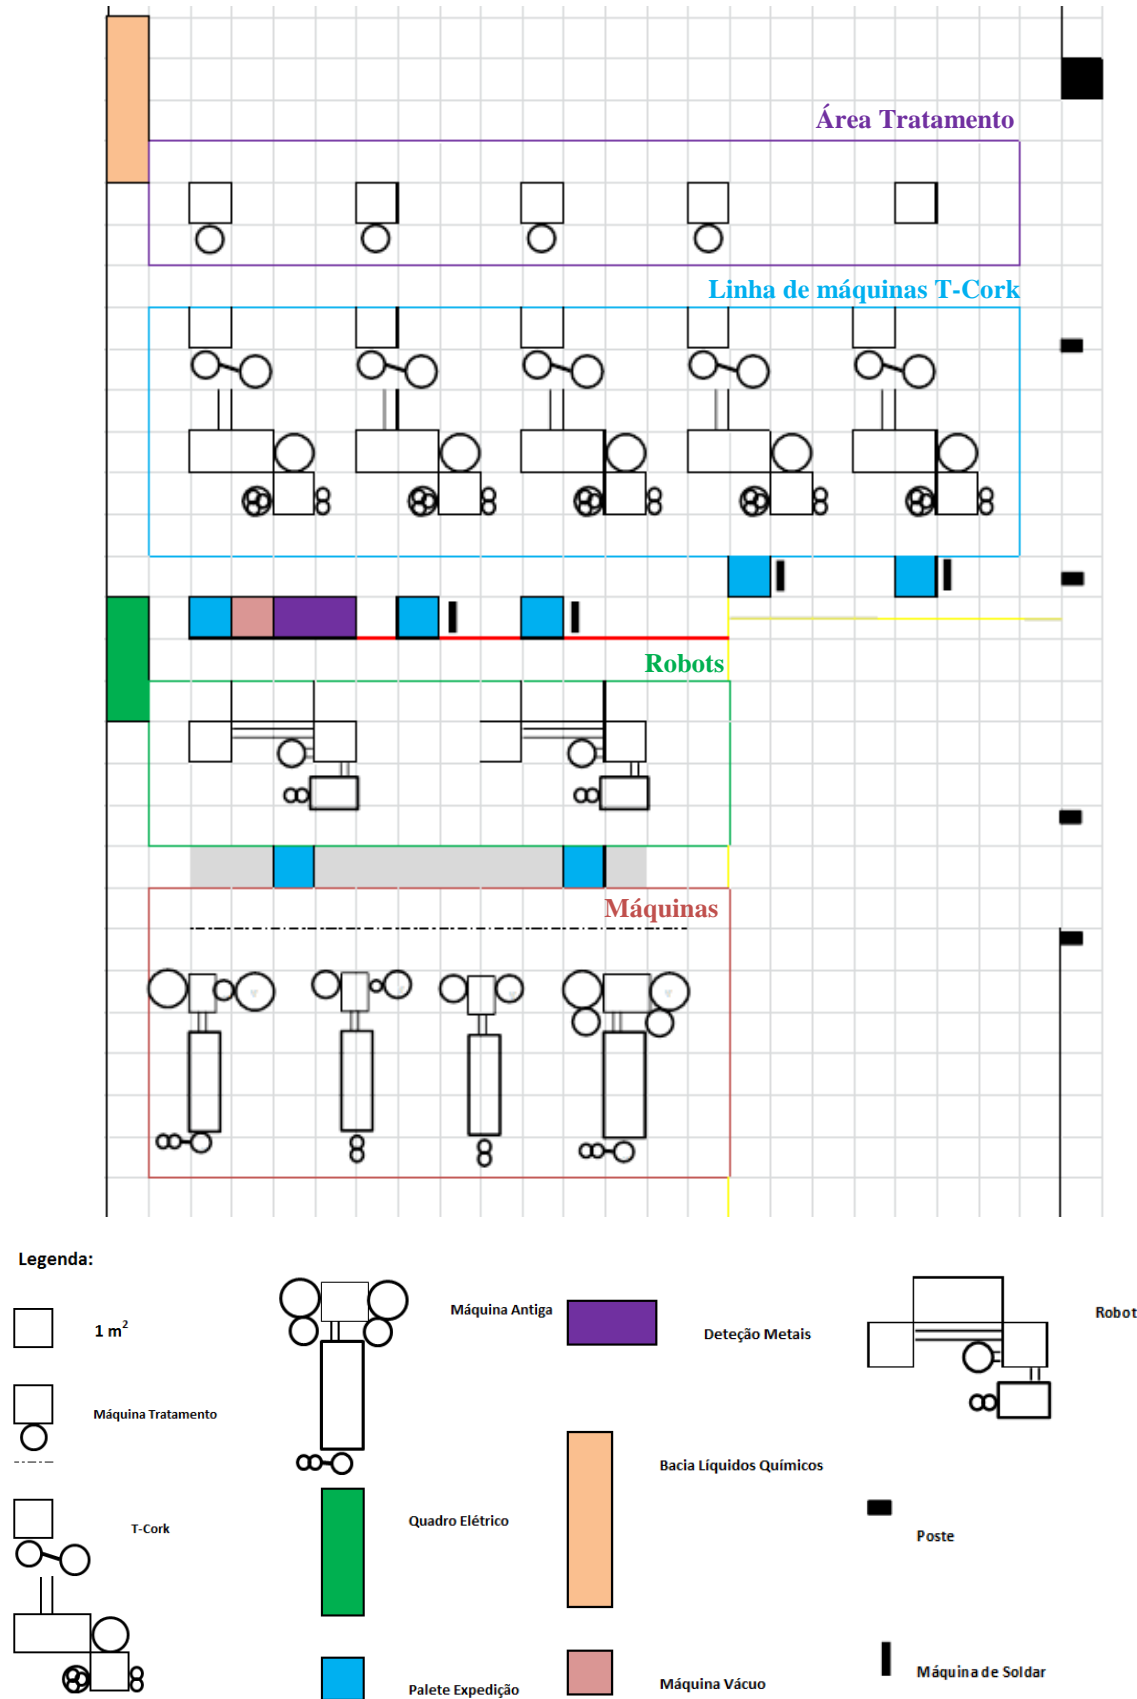 Área Tratamento
Linha de máquinas T-Cork
Robots
Máquinas
Legenda:
1 m²
Máquina Antiga
Deteção Metais
Robot
Máquina Tratamento
Bacia Líquidos Químicos
T-Cork
Quadro Elétrico
Poste
Palete Expedição
Máquina Vácuo
Máquina de Soldar